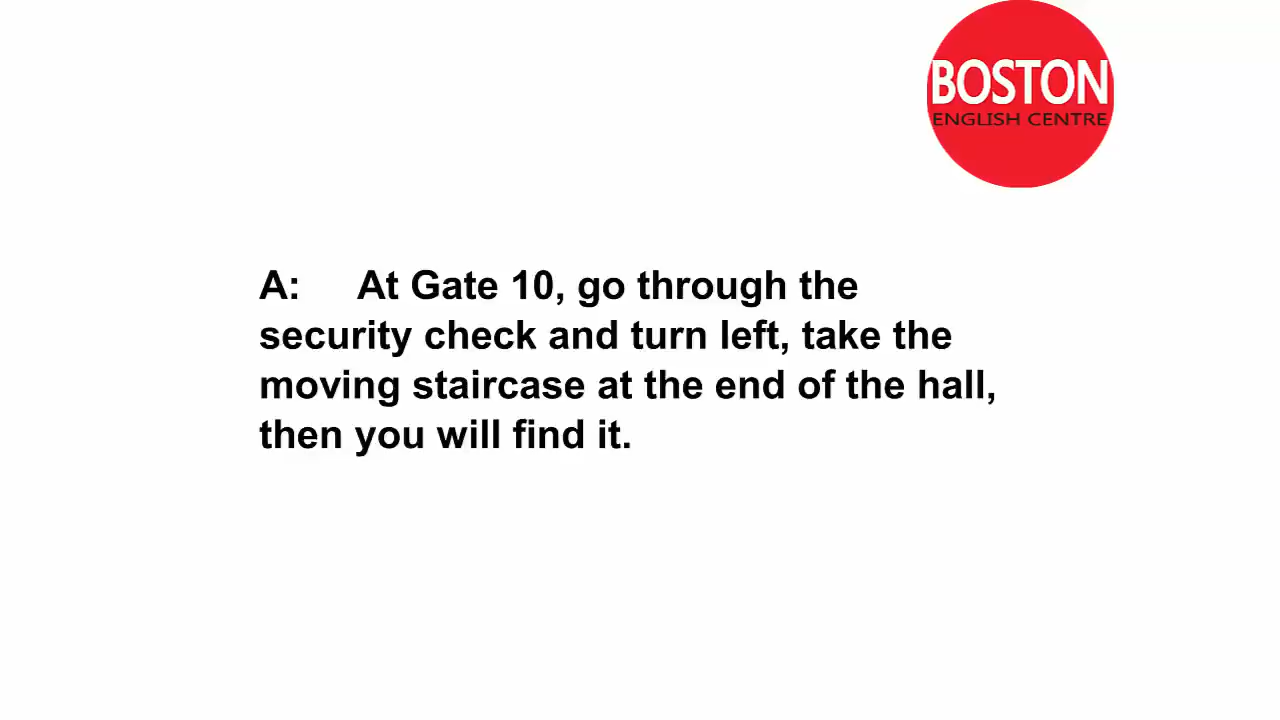 BOSTON
ENGLISH CENTRE
A: At Gate 10, go through the
security check and turn left, take the
moving staircase at the end of the hall,
then you will find it.